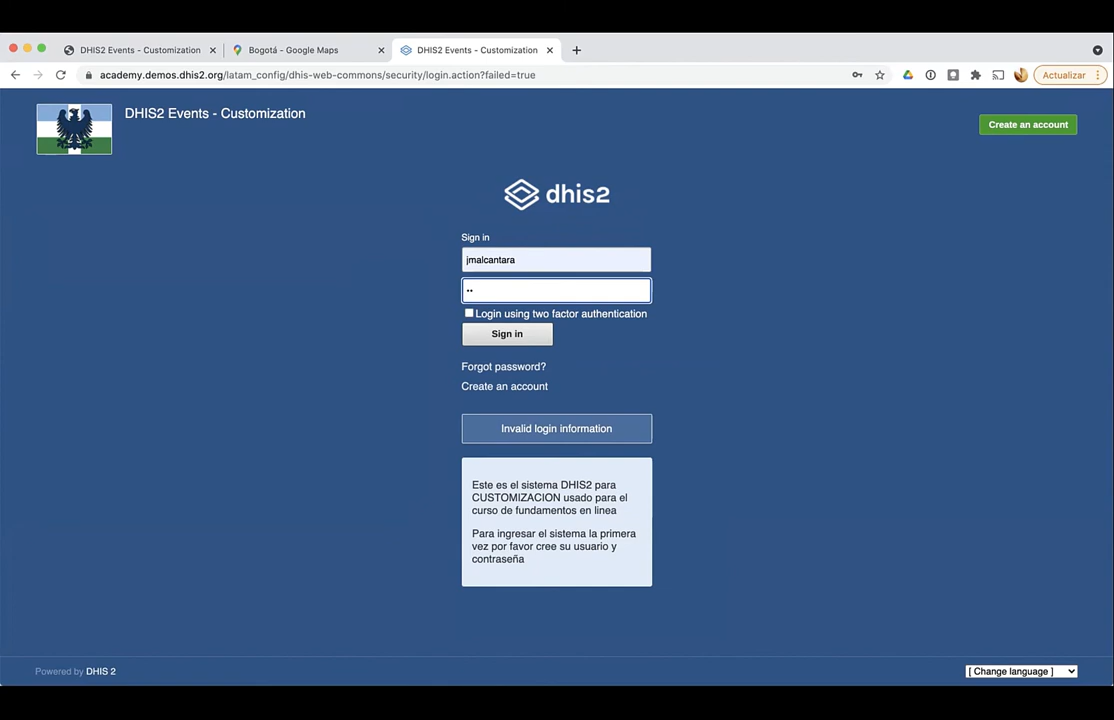 DHIS2 Events - Customization
Bogotá - Google Maps
DHIS2 Events - Customization
academy.demos.dhis2.org/latam_config/dhis-web-commons/security/login.action?failed=true
Actualizar
DHIS2 Events - Customization
Create an account
dhis2
Sign in
jmalcantara
Login using two factor authentication
Sign in
Forgot password?
Create an account
Invalid login information
Este es el sistema DHIS2 para
CUSTOMIZACION usado para el
curso de fundamentos en linea
Para ingresar el sistema la primera
vez por favor cree su usuario y
contraseña
Powered by DHIS 2
[ Change language ]